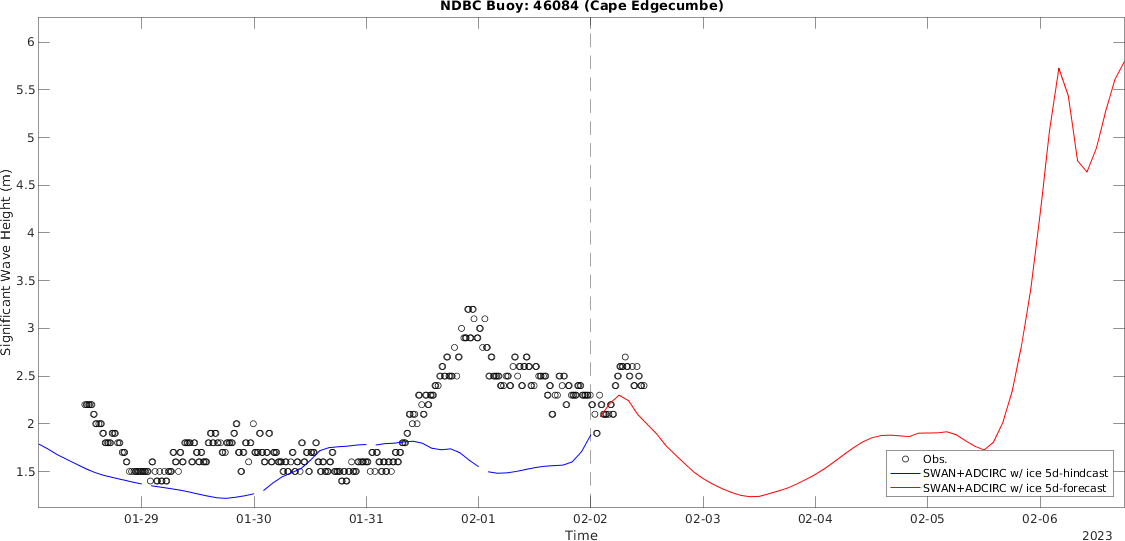 NDBC Buoy: 46084 (Cape Edgecumbe)
Significant Wave Height (m)
6
5.5
5
4.5
4
3.5
3
2.5
2
1.5
Obs.
SWAN+ADCIRC w/ ice 5d-hindcast
SWAN+ADCIRC w/ ice 5d-forecast
01-29 01-30 01-31 02-01 02-02 02-03 02-04 02-05 02-06
Time
2023